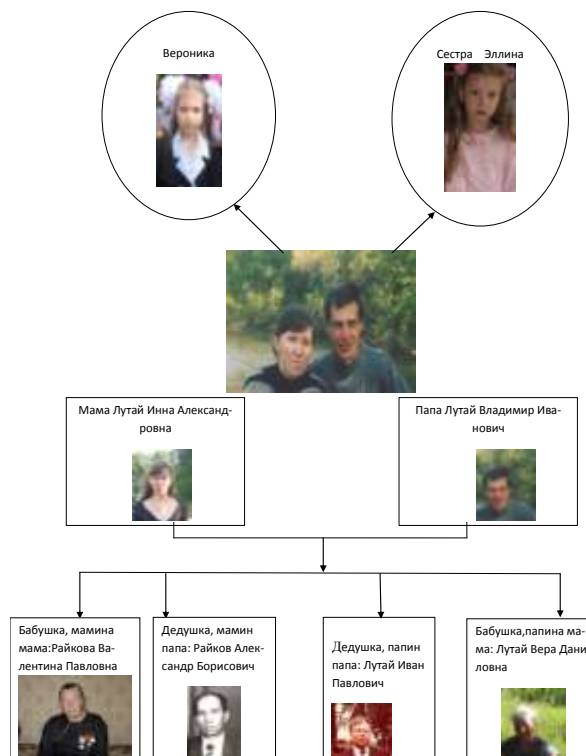 Вероника
Сестра Эллина
Мама Лутай Инна Александ-
ровна
Папа Лутай Владимир Ива-
нович
Бабушка, мамина
мама:Райкова Ва-
лентина Павловна
Дедушка, мамин
папа: Райков Алек-
сандр Борисович
Дедушка, папин
папа: Лутай Иван
Павлович
Бабушка,папина ма-
ма: Лутай Вера Дани
ловна